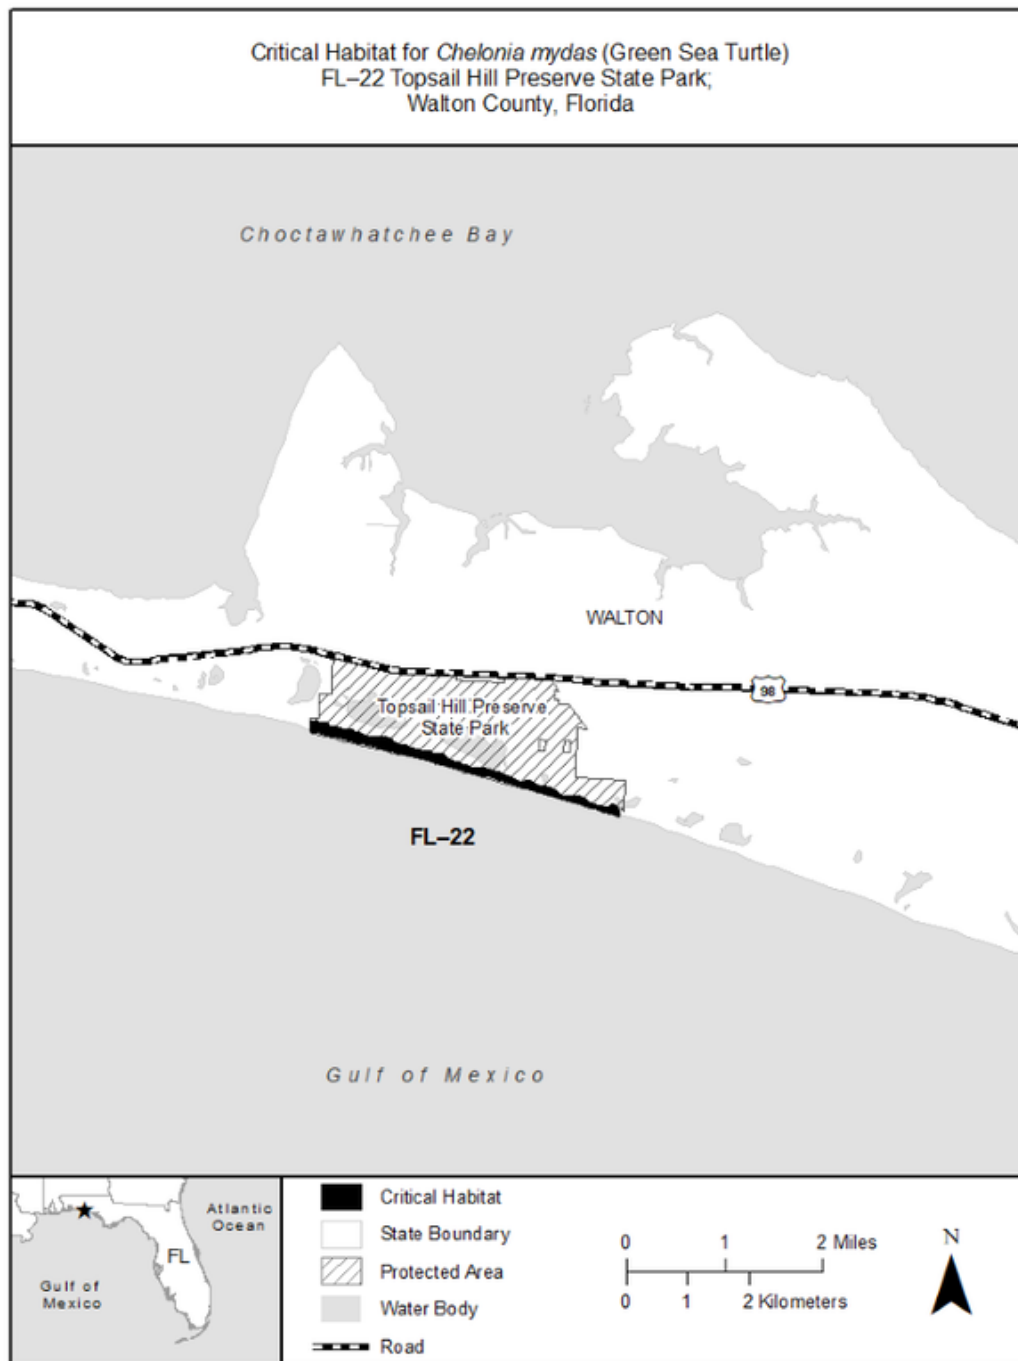 Critical Habitat for Chelonia mydas (Green Sea Turtle)
FL–22 Topsail Hill Preserve State Park;
Walton County, Florida
Choctawhatchee Bay
WALTON
98
Topsail Hill Preserve
State Park
FL–22
Gulf of Mexico
Atlantic
Ocean
FL
Gulf of
Mexico
Critical Habitat
State Boundary
Protected Area
Water Body
Road
0 1 2 Miles
0 1 2 Kilometers
N